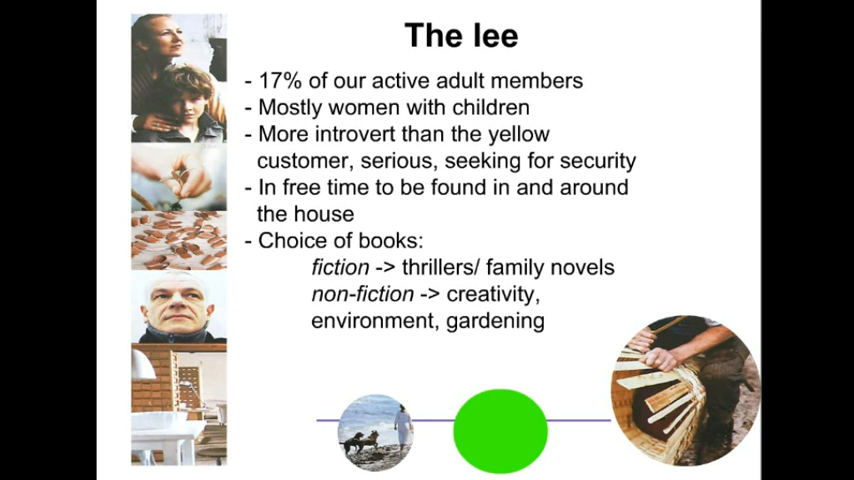 The lee
- 17% of our active adult members
- Mostly women with children
- More introvert than the yellow
customer, serious, seeking for security
- In free time to be found in and around
the house
- Choice of books:
fiction -> thrillers/ family novels
non-fiction -> creativity,
environment, gardening